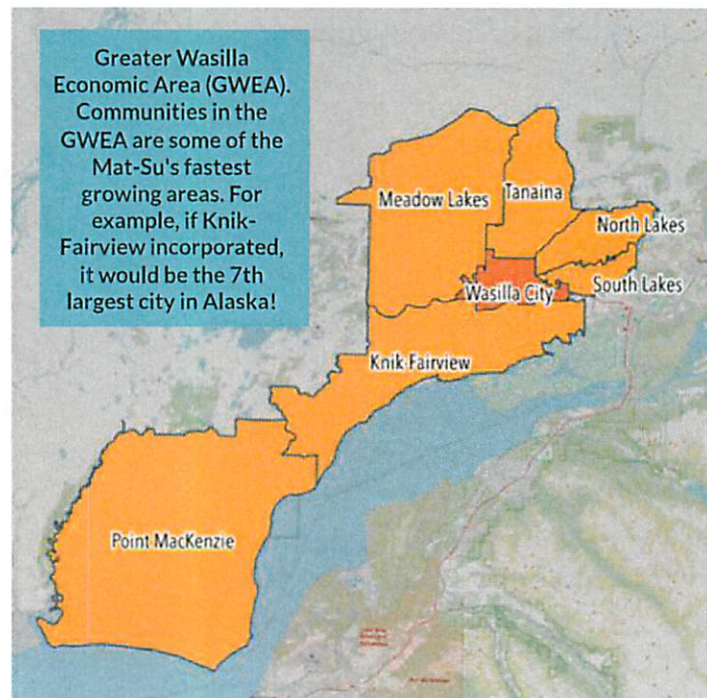 Greater Wasilla
Economic Area (GWEA).
Communities in the
GWEA are some of the
Mat-Su's fastest
growing areas. For
example, if Knik-
Fairview incorporated,
it would be the 7th
largest city in Alaska!
Meadow Lakes
Tanaina
North Lakes
South Lakes
Wasilla City
Knik-Fairview
Point MacKenzie